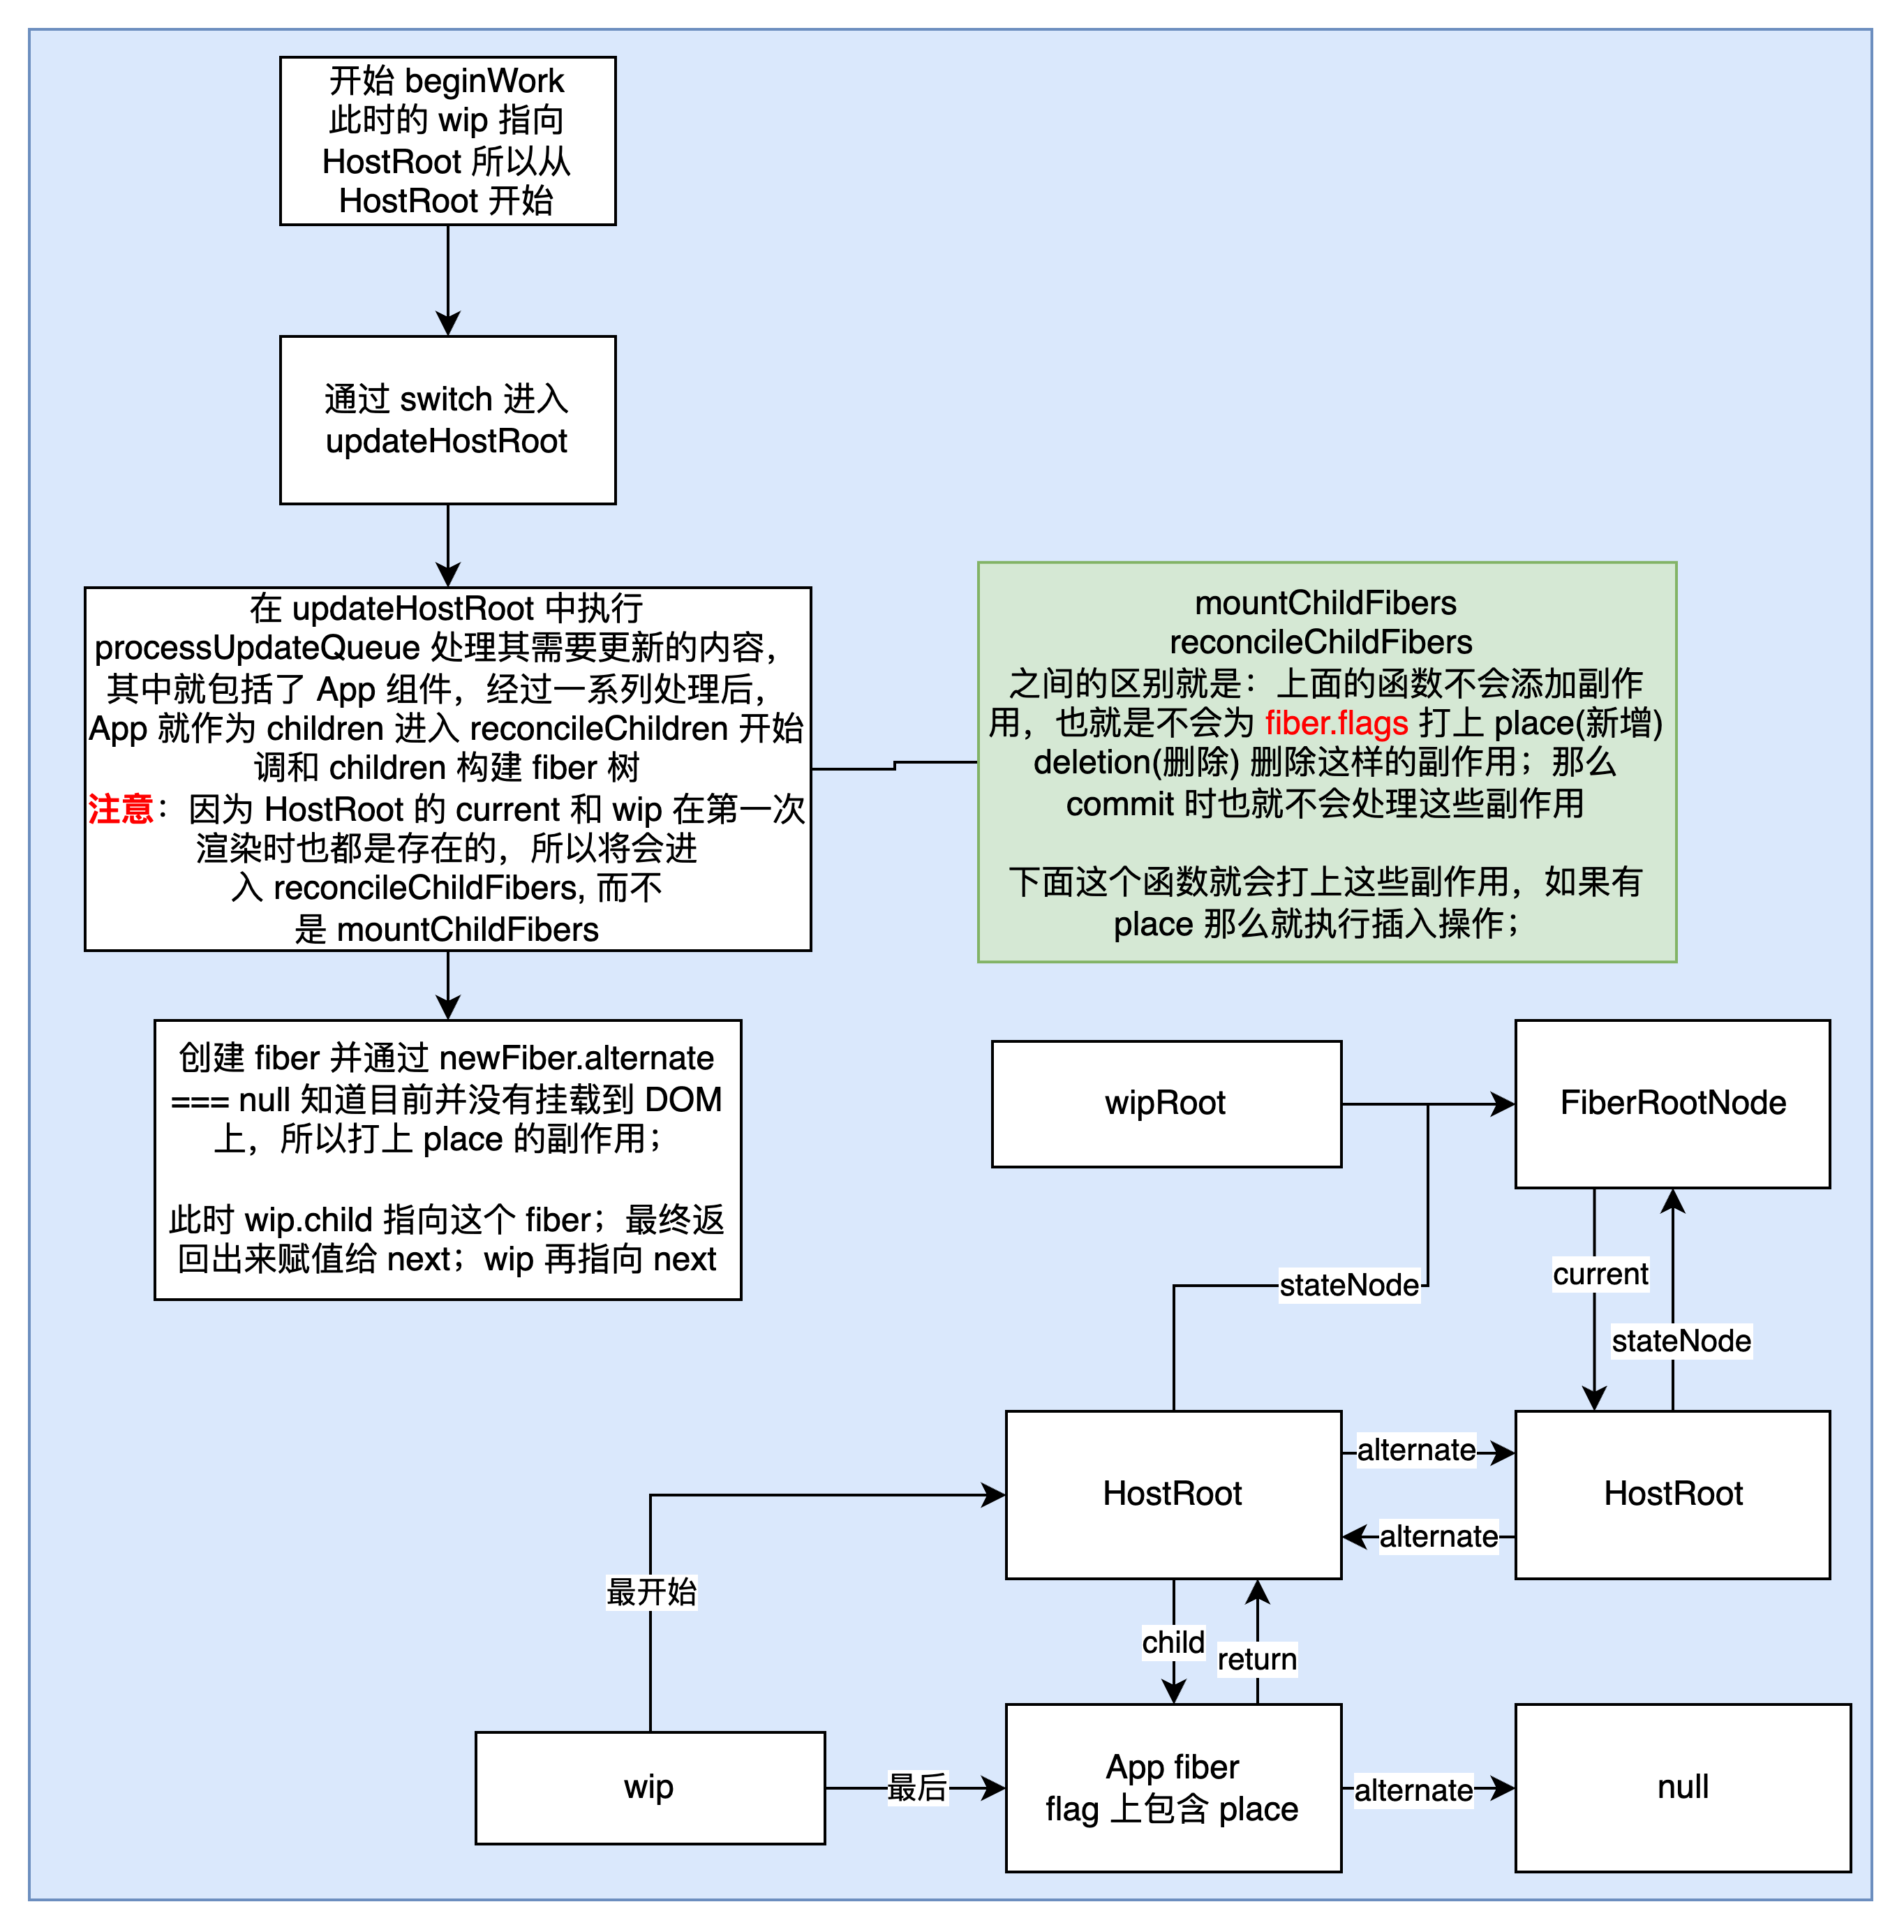 开始 beginWork
此时的 wip 指向
HostRoot 所以从
HostRoot 开始
通过 switch 进入
updateHostRoot
在 updateHostRoot 中执行
processUpdateQueue 处理其需要更新的内容，
其中就包括了 App 组件，经过一系列处理后，
App 就作为 children 进入 reconcileChildren 开始
调和 children 构建 fiber 树
注意：因为 HostRoot 的 current 和 wip 在第一次
渲染时也都是存在的，所以将会进
入 reconcileChildFibers, 而不
是 mountChildFibers
mountChildFibers
reconcileChildFibers
之间的区别就是：上面的函数不会添加副作
用，也就是不会为 fiber.flags 打上 place(新增)
deletion(删除) 删除这样的副作用；那么
commit 时也就不会处理这些副作用
下面这个函数就会打上这些副作用，如果有
place 那么就执行插入操作；
创建 fiber 并通过 newFiber.alternate
=== null 知道目前并没有挂载到 DOM
上，所以打上 place 的副作用；
此时 wip.child 指向这个 fiber；最终返
回出来赋值给 next；wip 再指向 next
wipRoot
FiberRootNode
stateNode
current
stateNode
HostRoot
alternate
alternate
HostRoot
最开始
child
return
wip
最后
App fiber
flag 上包含 place
alternate
null